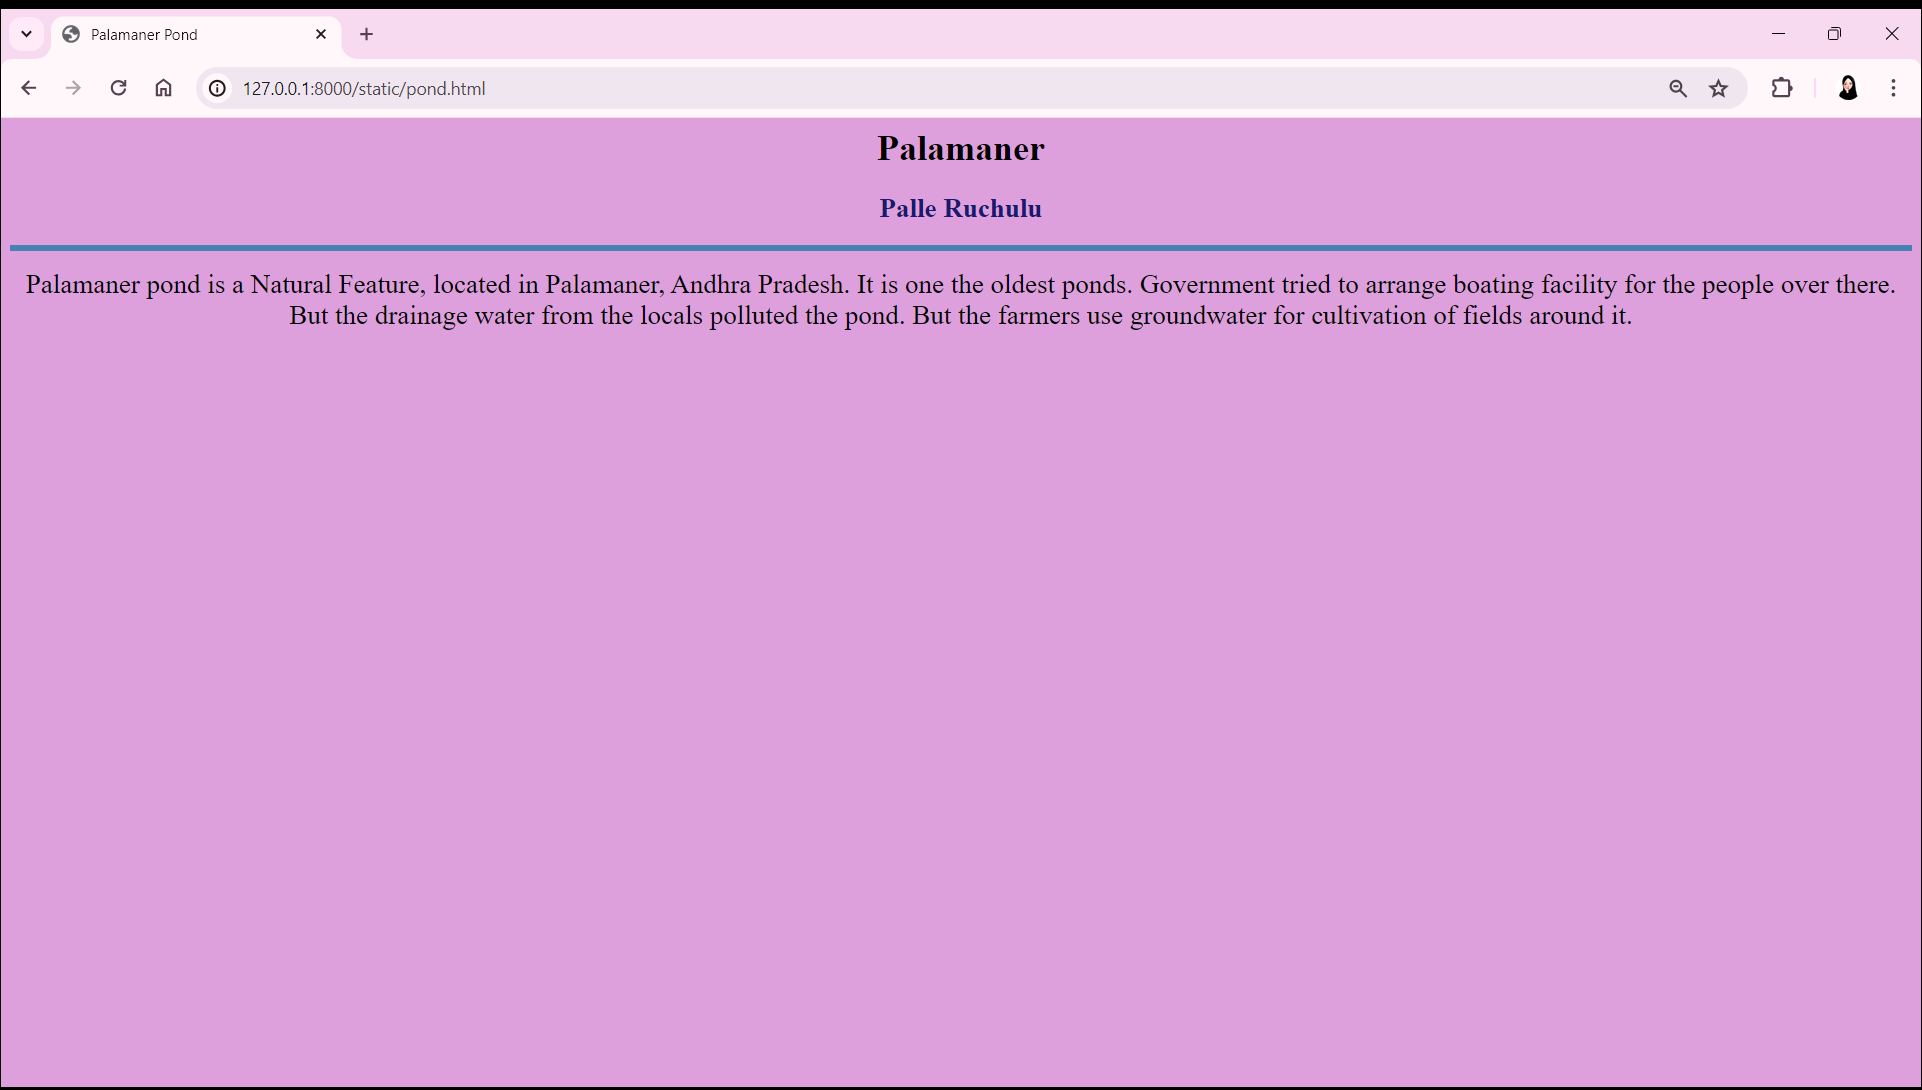 Palamaner Pond
127.0.0.1:8000/static/pond.html
Palamaner
Palle Ruchulu
Palamaner pond is a Natural Feature, located in Palamaner, Andhra Pradesh. It is one the oldest ponds. Government tried to arrange boating facility for the people over there.
But the drainage water from the locals polluted the pond. But the farmers use groundwater for cultivation of fields around it.